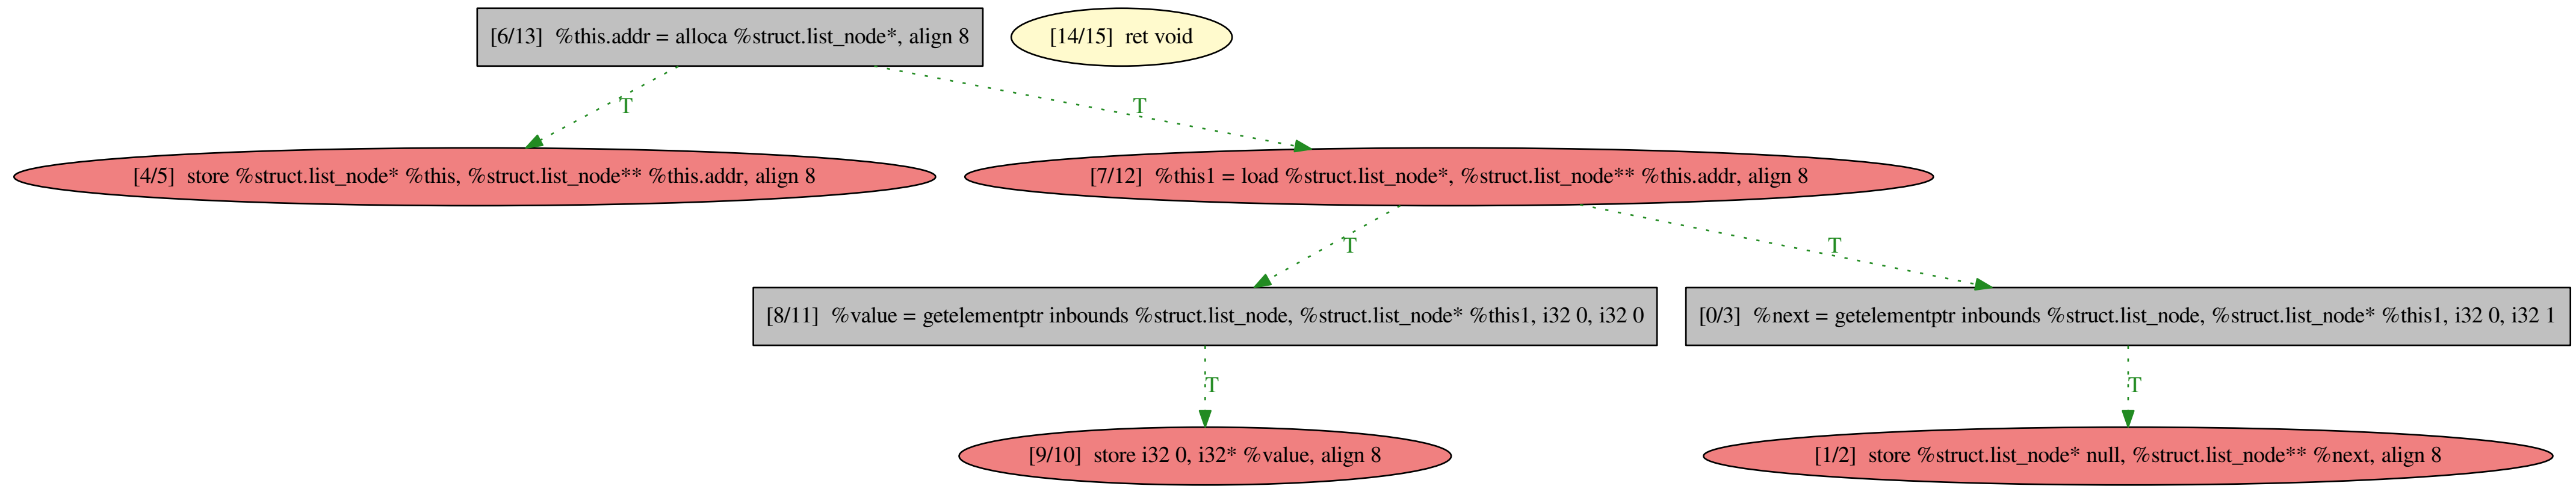 [6/13]  %this.addr = alloca %struct.list_node*, align 8
[14/15]  ret void
T
T
[4/5]  store %struct.list_node* %this, %struct.list_node** %this.addr, align 8
[7/12]  %this1 = load %struct.list_node*, %struct.list_node** %this.addr, align 8
T
T
[8/11]  %value = getelementptr inbounds %struct.list_node, %struct.list_node* %this1, i32 0, i32 0
[0/3]  %next = getelementptr inbounds %struct.list_node, %struct.list_node* %this1, i32 0, i32 1
T
T
[9/10]  store i32 0, i32* %value, align 8
[1/2]  store %struct.list_node* null, %struct.list_node** %next, align 8